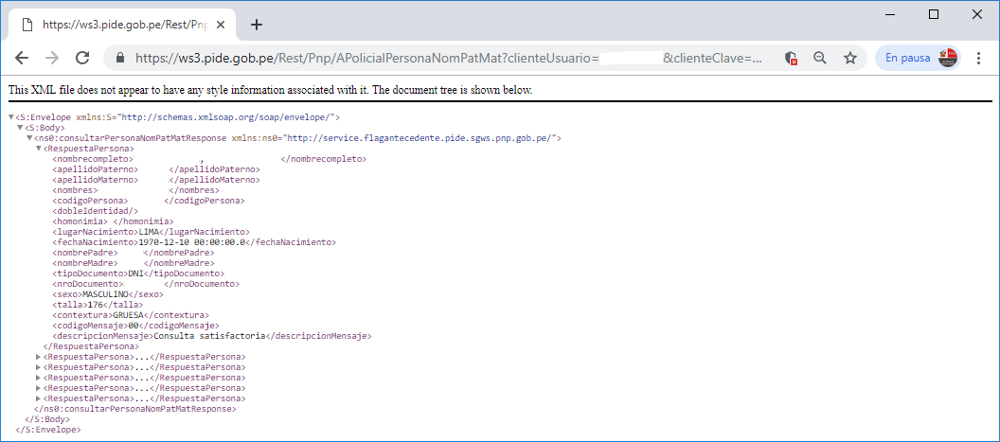 https://ws3.pide.gob.pe/Rest/Pnp
https://ws3.pide.gob.pe/Rest/Pnp/APolicialPersonaNomPatMat?clienteUsuario= &clienteClave=...
En pausa
This XML file does not appear to have any style information associated with it. The document tree is shown below.
<S:Envelope xmlns:S="http://schemas.xmlsoap.org/soap/envelope/">
<S:Body>
<ns0:consultarPersonaNomPatMatResponse xmlns:ns0="http://service.flagantecedente.pide.sgws.pnp.gob.pe/">
<RespuestaPersona>
<nombrecompleto> , </nombrecompleto>
<apellidoPaterno> </apellidoPaterno>
<apellidoMaterno> </apellidoMaterno>
<nombres> </nombres>
<codigoPersona> </codigoPersona>
<dobleIdentidad/>
<homonimia> </homonimia>
<lugarNacimiento>LIMA</lugarNacimiento>
<fechaNacimiento>1970-12-10 00:00:00.0</fechaNacimiento>
<nombrePadre> </nombrePadre>
<nombreMadre> </nombreMadre>
<tipoDocumento>DNI</tipoDocumento>
<nroDocumento> </nroDocumento>
<sexo>MASCULINO</sexo>
<talla>176</talla>
<contextura>GRUESA</contextura>
<codigoMensaje>00</codigoMensaje>
<descripcionMensaje>Consulta satisfactoria</descripcionMensaje>
</RespuestaPersona>
<RespuestaPersona>...</RespuestaPersona>
<RespuestaPersona>...</RespuestaPersona>
<RespuestaPersona>...</RespuestaPersona>
<RespuestaPersona>...</RespuestaPersona>
<RespuestaPersona>...</RespuestaPersona>
</ns0:consultarPersonaNomPatMatResponse>
</S:Body>
</S:Envelope>